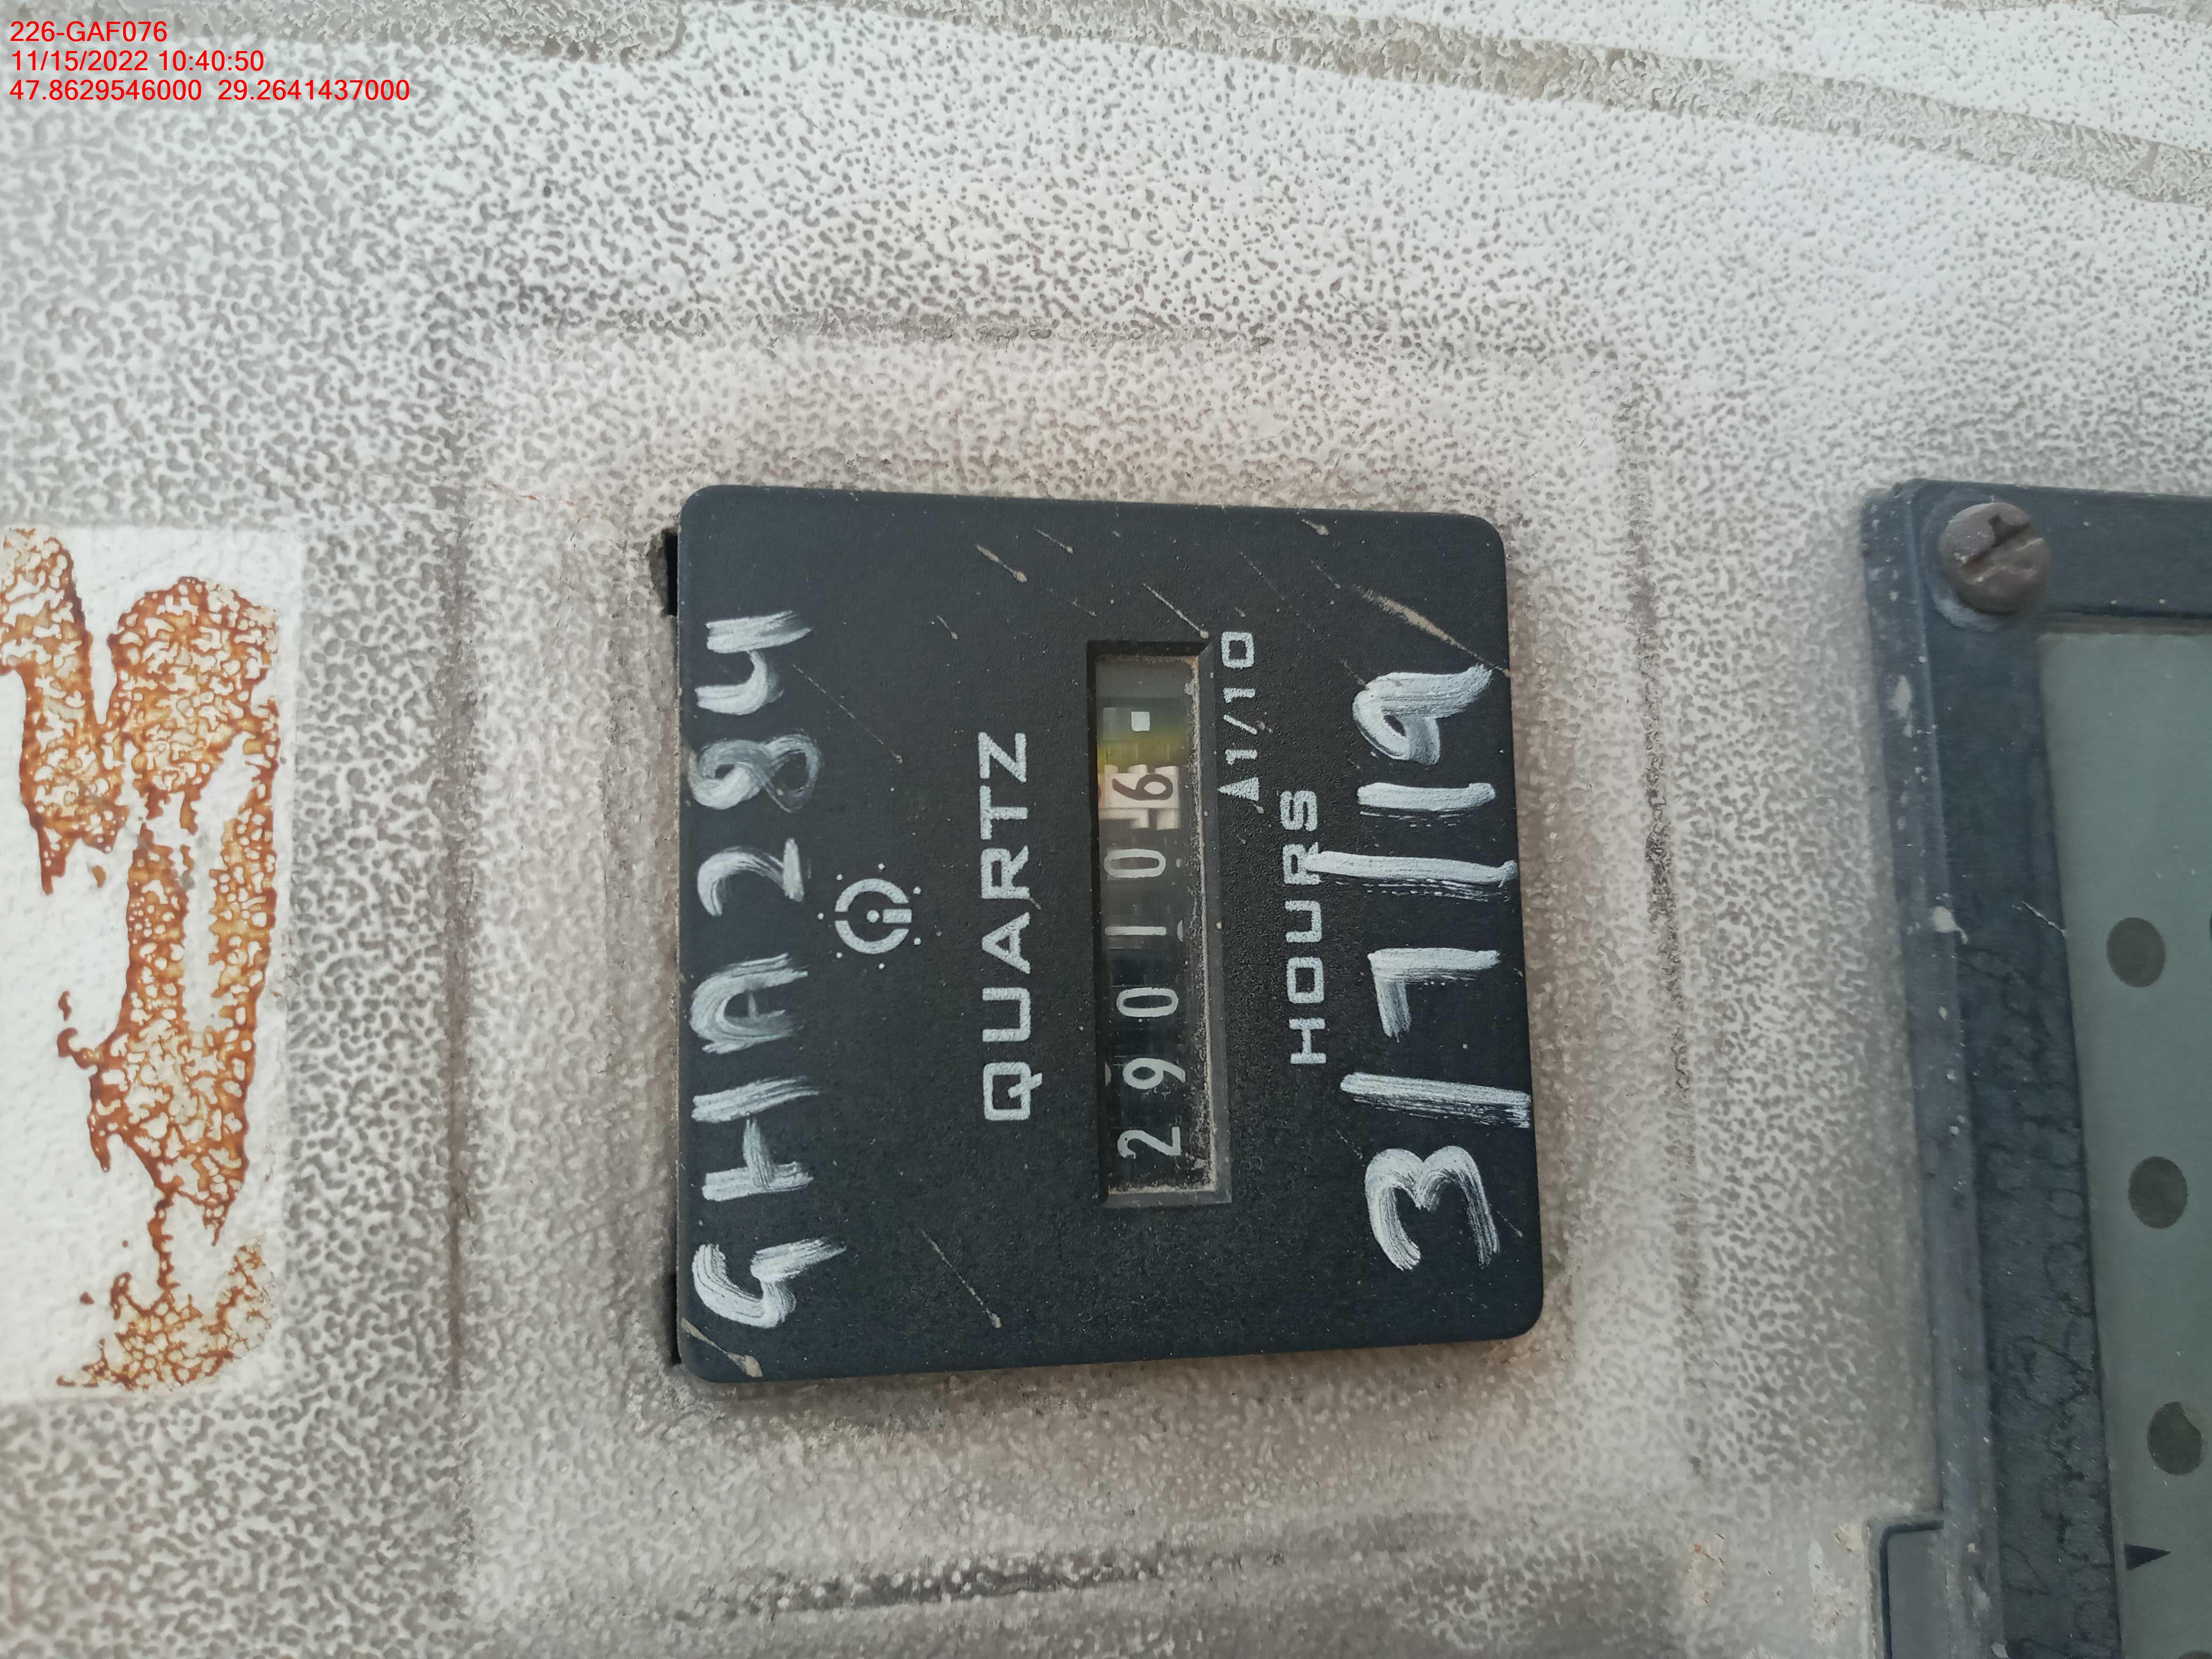 226-GAF076
11/15/2022 10:40:50
47.8629546000 29.2641437000
GHA284
QUARTZ
290106
▲1/10
HOURS
3/7/19